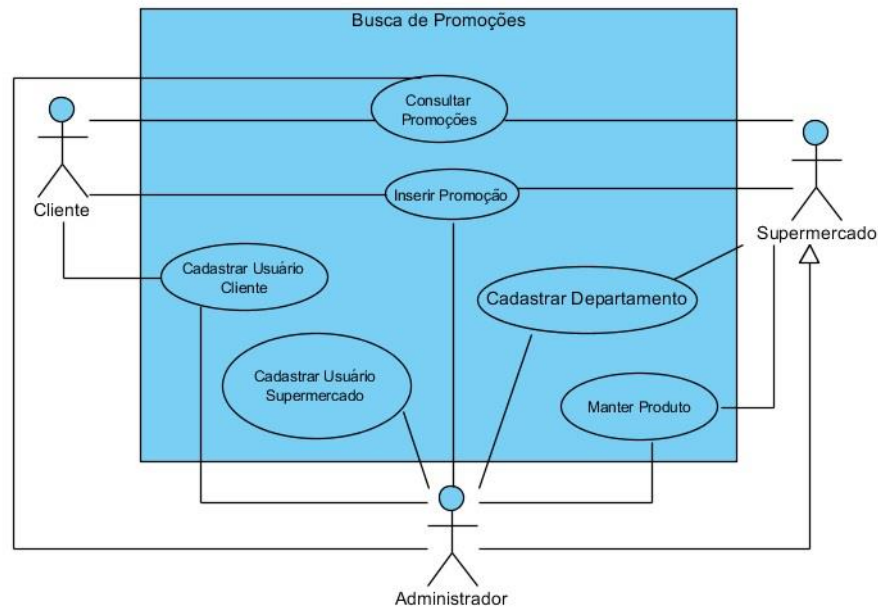 Busca de Promoções
Consultar
Promoções
Cliente
Inserir Promoção
Supermercado
Cadastrar Usuário
Cliente
Cadastrar Departamento
Cadastrar Usuário
Supermercado
Manter Produto
Administrador